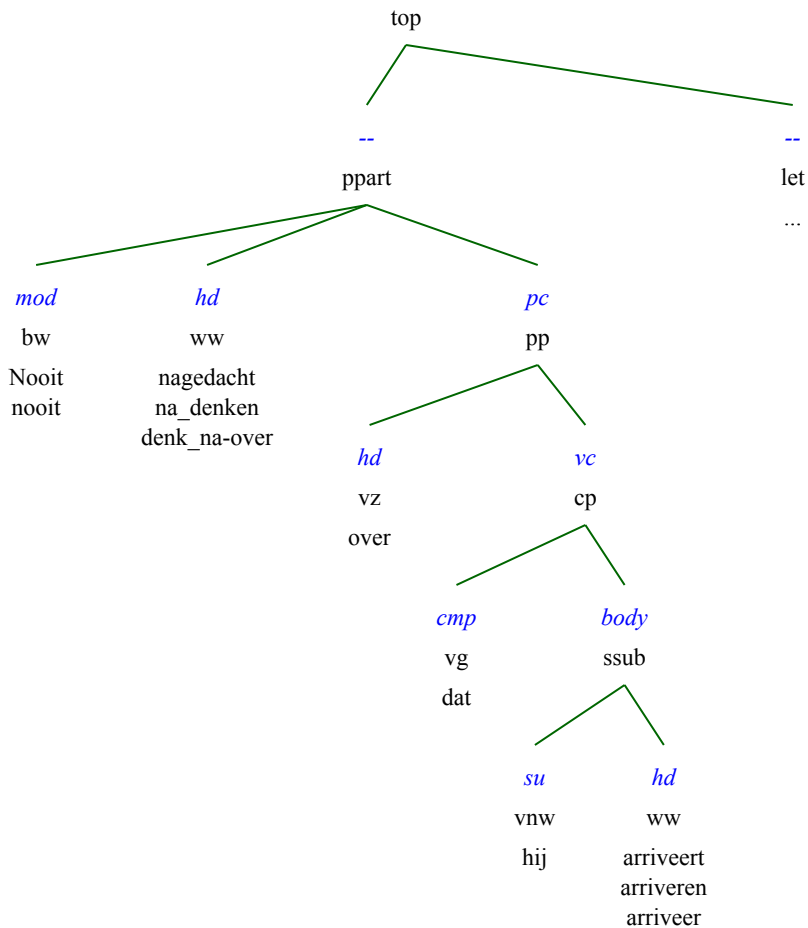 top
-- --
ppart let
...
mod hd pc
bw ww pp
Nooit nagedacht
nooit na_denken
denk_na-over
hd vc
vz cp
over
cmp body
vg ssub
dat
su hd
vnw ww
hij arriveert
arriveren
arriveer